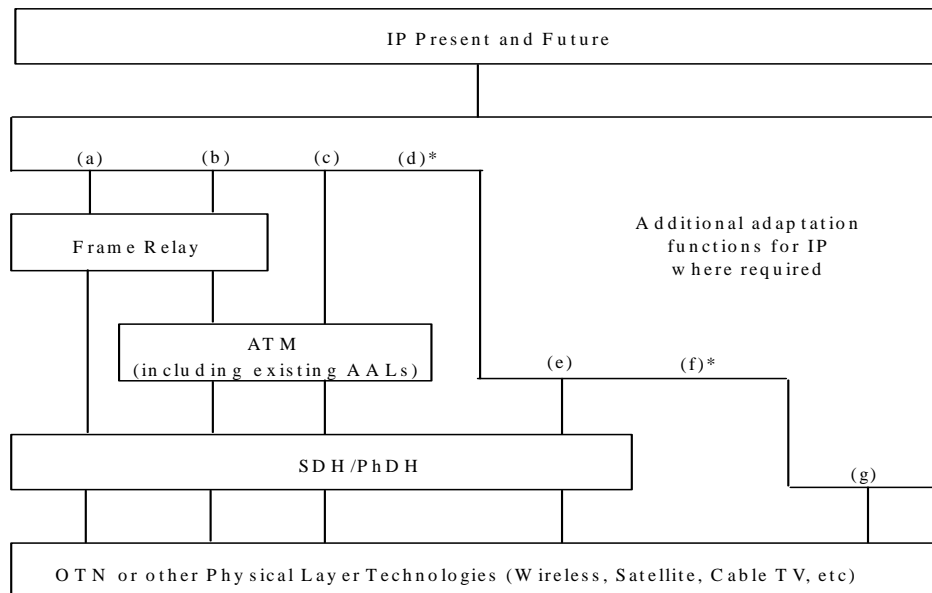 IP Present and Future
(a)
(b)
(c)
(d)*
Additional adaptation
functions for IP
where required
Frame Relay
ATM
(including existing AALs)
(e)
(f)*
SDH/PhDH
(g)
OTN or other Physical Layer Technologies (Wireless, Satellite, Cable TV, etc)